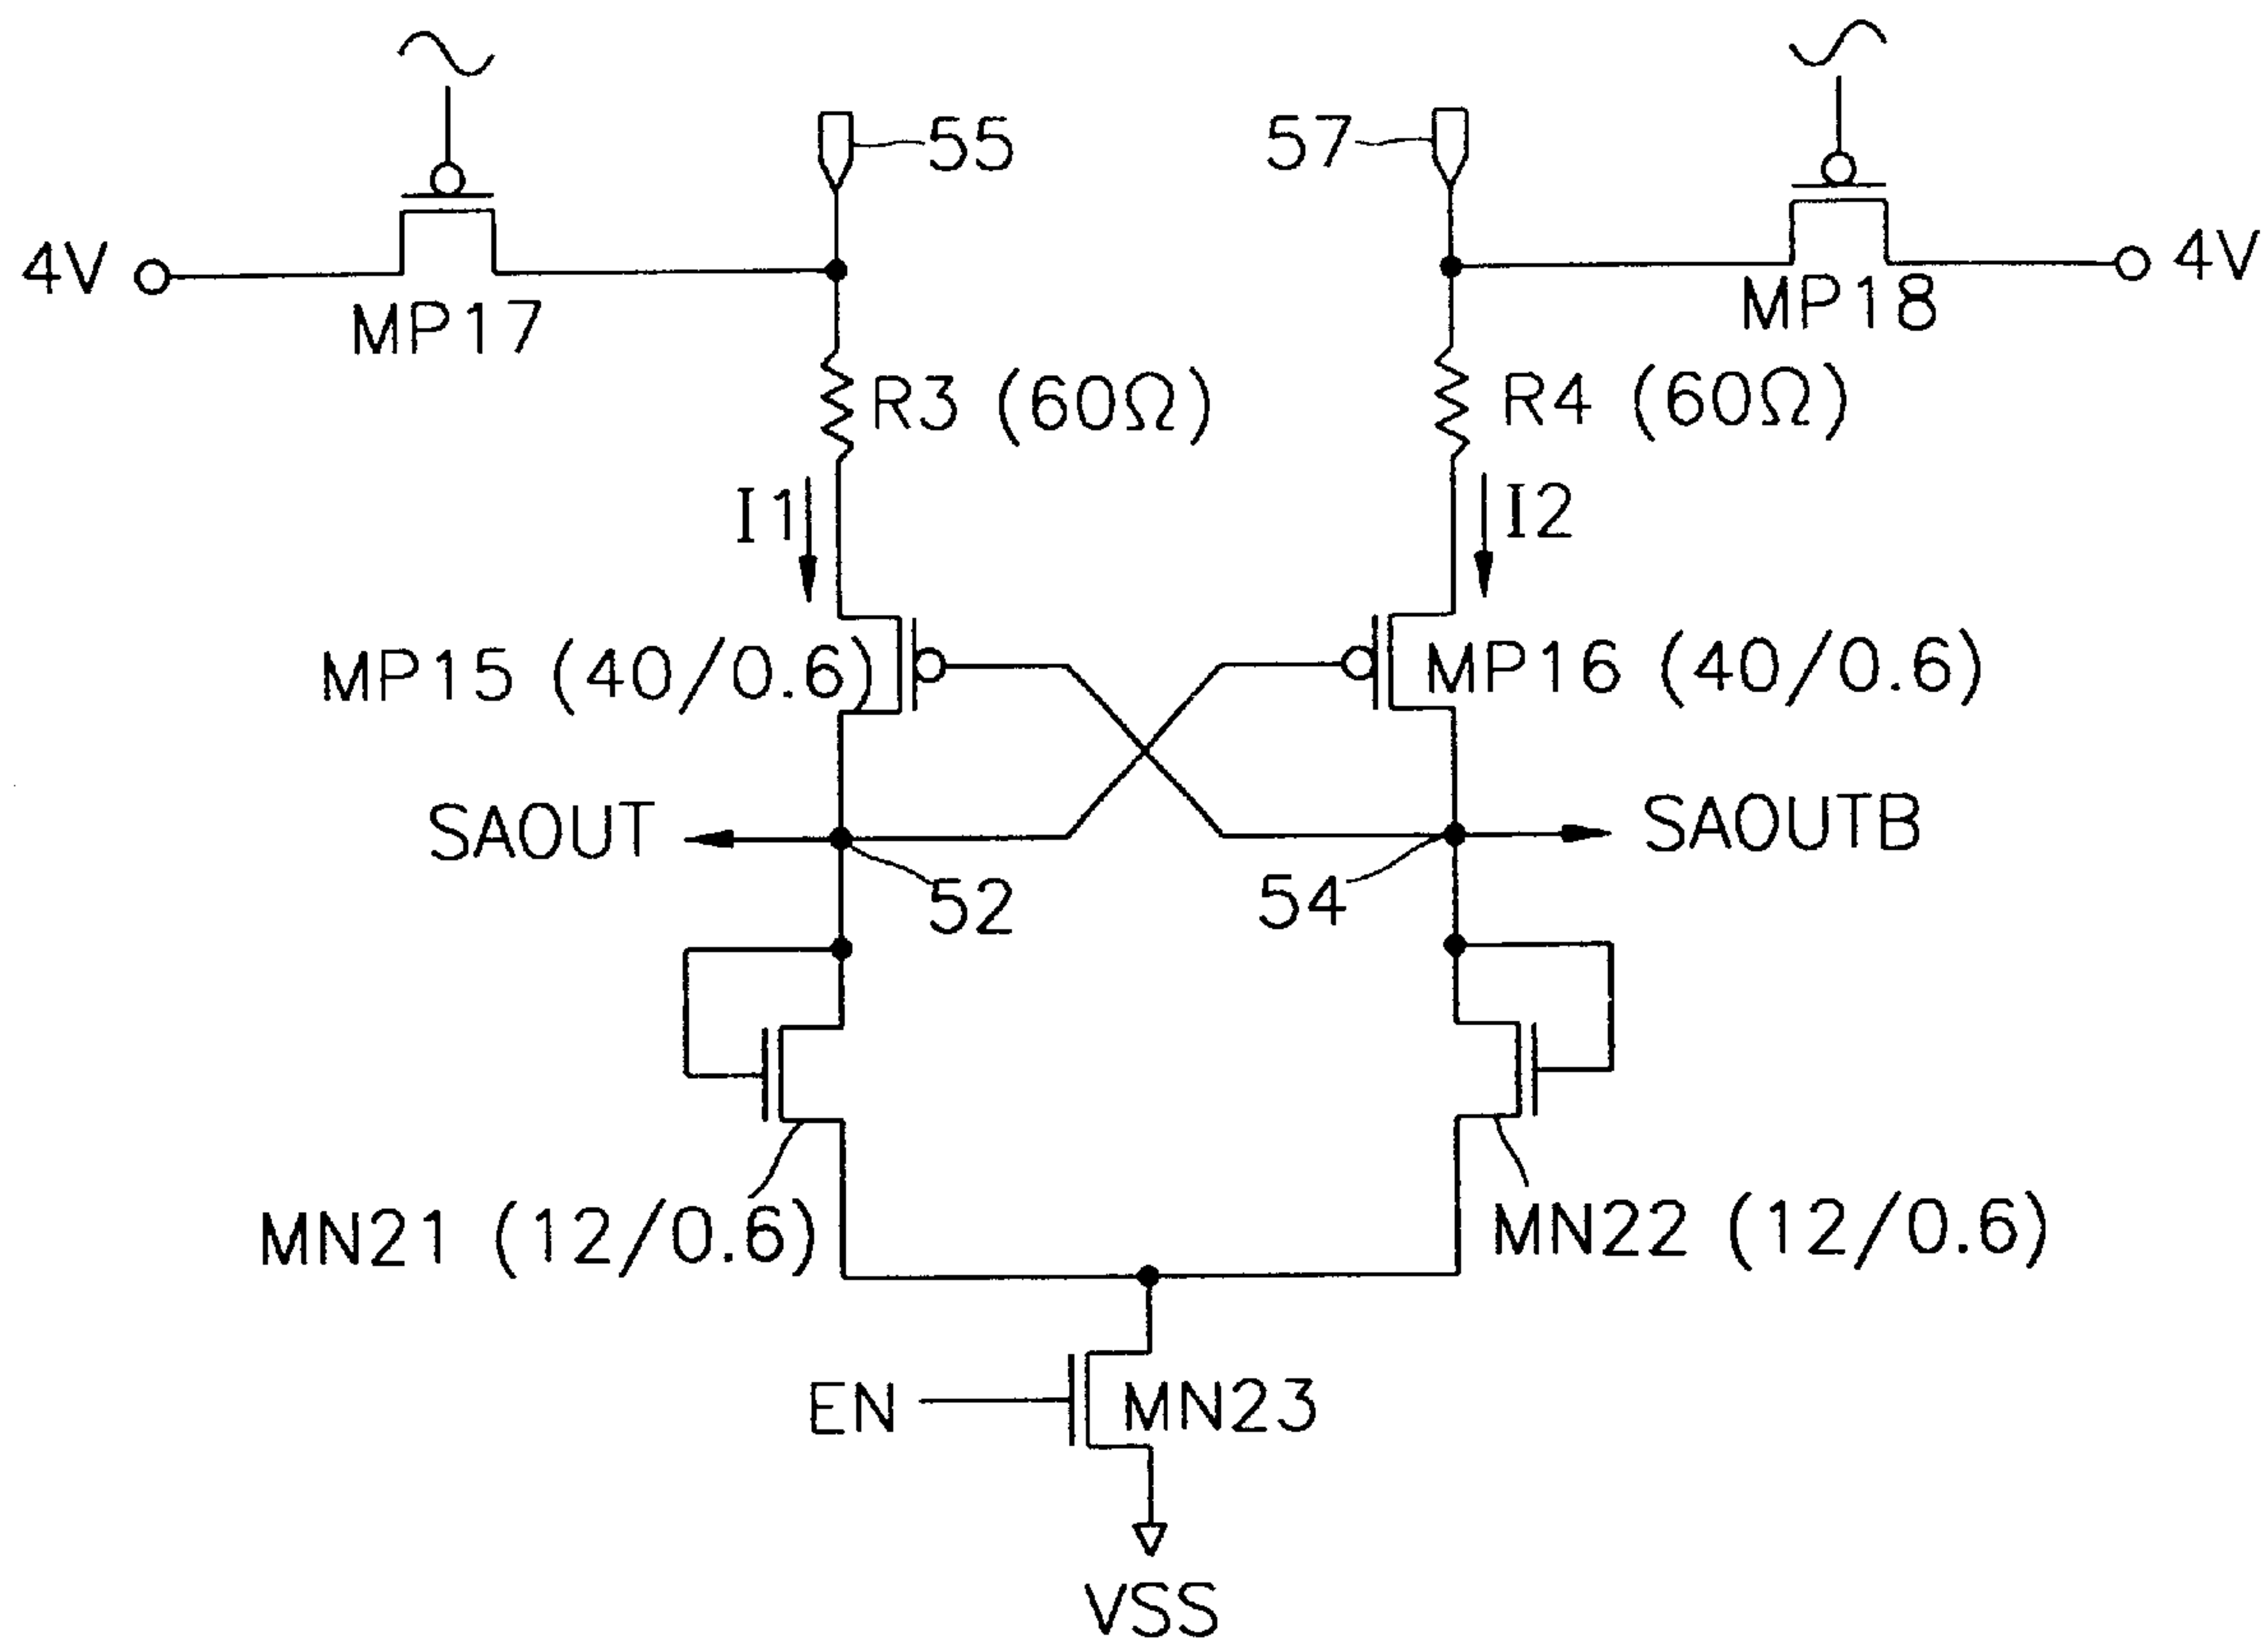 55
57
4V
4V
MP17
MP18
R3 (60Ω)
R4 (60Ω)
I1
I2
MP15 (40/0.6)
MP16 (40/0.6)
SAOUT
SAOUTB
52
54
MN21 (12/0.6)
MN22 (12/0.6)
EN
MN23
VSS